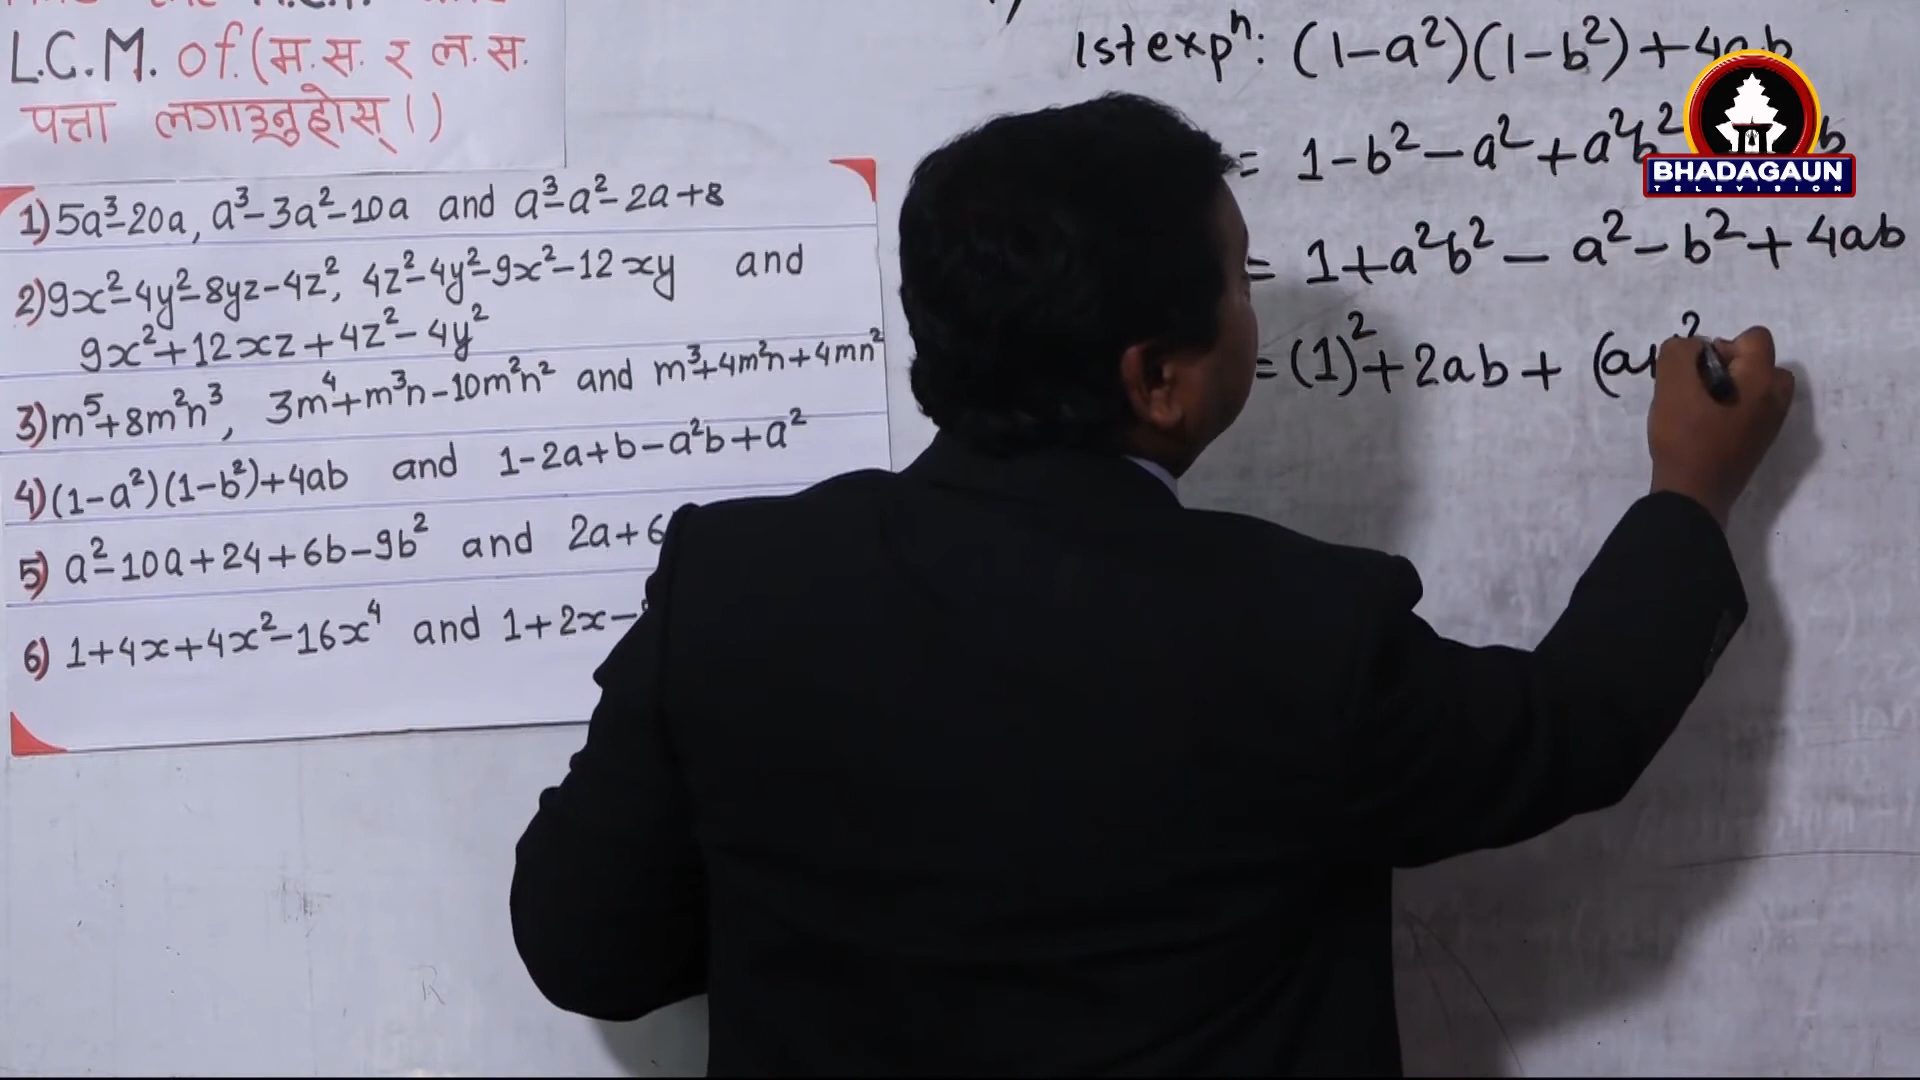 L.C.M. of (म.स. र ल.स.
पत्ता लगाउनुहोस् ।)
1) 5a³-20a, a³-3a²-10a and a³-a²-2a+8
2) 9x²-4y²-8yz-4z², 4z²-4y²-9x²-12xy and
9x²+12xz+4z²-4y²
3) m⁵+8m²n³, 3m⁴+m³n-10m²n² and m³+4m²n+4mn²
4) (1-a²)(1-b²)+4ab and 1-2a+b-a²b+a²
5) a²-10a+24+6b-9b² and 2a+6
6) 1+4x+4x²-16x⁴ and 1+2x-
1st expⁿ: (1-a²)(1-b²)+4ab
= 1-b²-a²+a²b² b
= 1+a²b²-a²-b²+4ab
= (1)²+2ab+(a ²
BHADAGAUN
TELEVISION